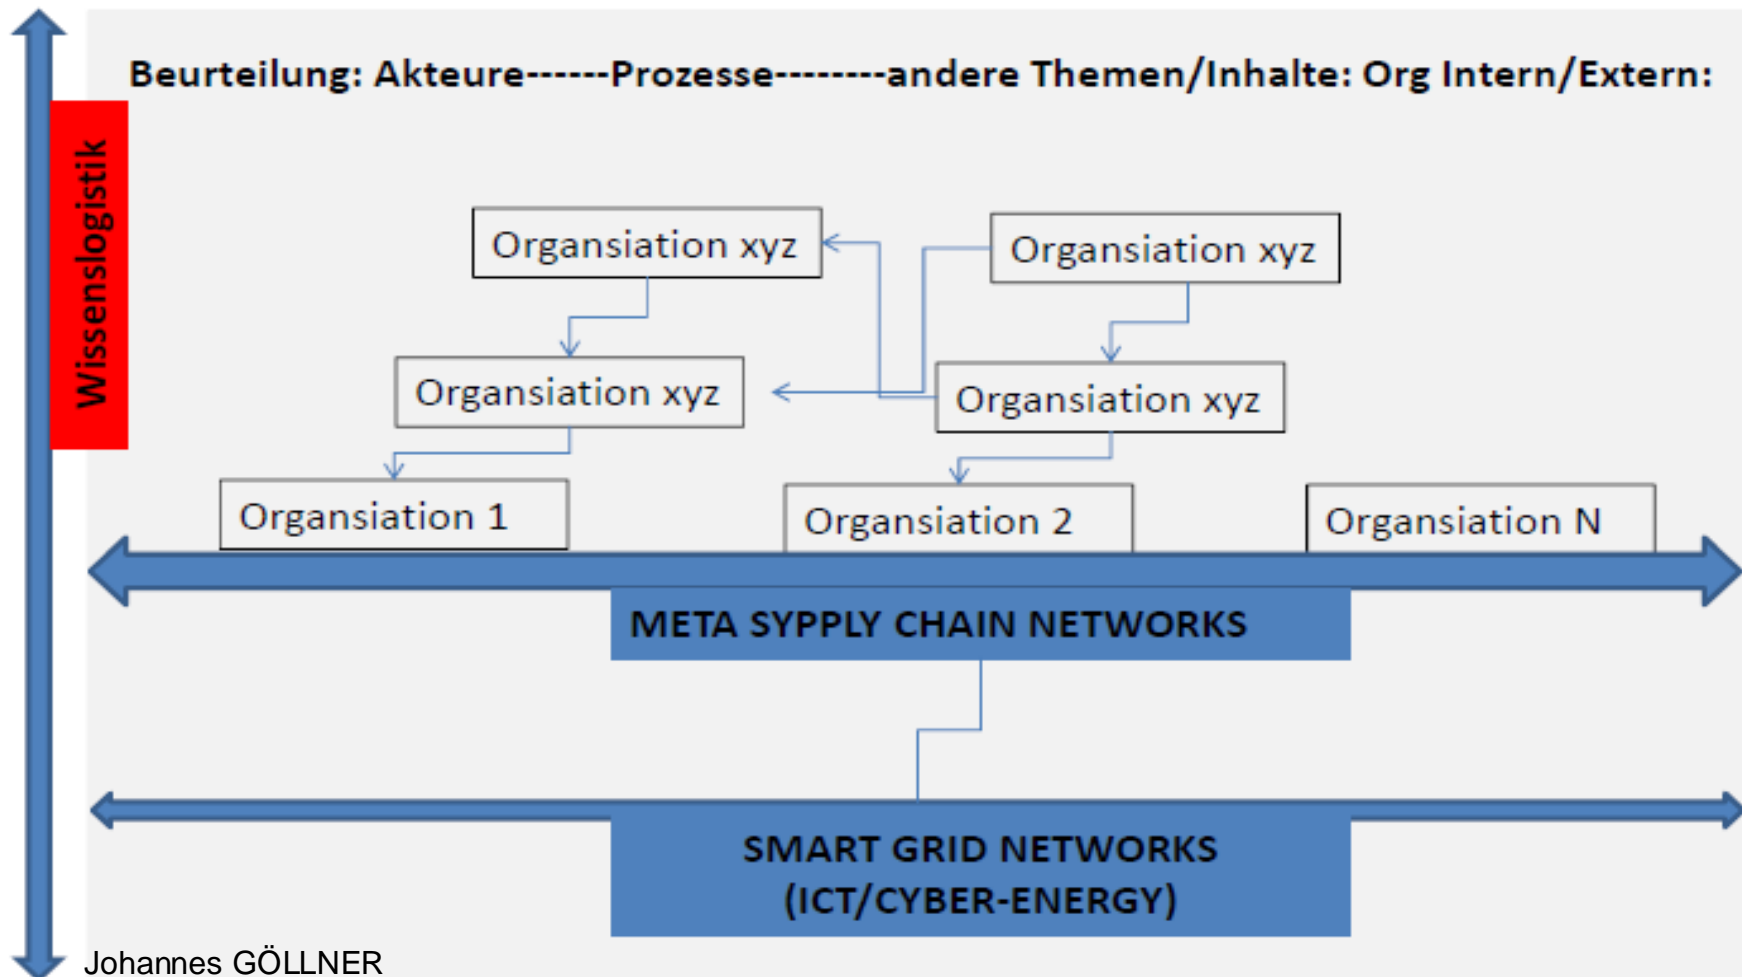 Beurteilung: Akteure------Prozesse--------andere Themen/Inhalte: Org Intern/Extern:
Wissenslogistik
Organsiation xyz
Organsiation xyz
Organsiation xyz
Organsiation xyz
Organsiation 1
Organsiation 2
Organsiation N
META SYPPLY CHAIN NETWORKS
SMART GRID NETWORKS
(ICT/CYBER-ENERGY)
Johannes GÖLLNER